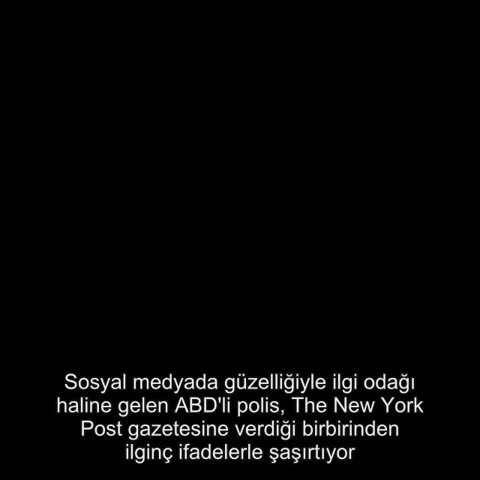 Sosyal medyada güzelliğiyle ilgi odağı
haline gelen ABD'li polis, The New York
Post gazetesine verdiği birbirinden
ilginç ifadelerle şaşırtıyor